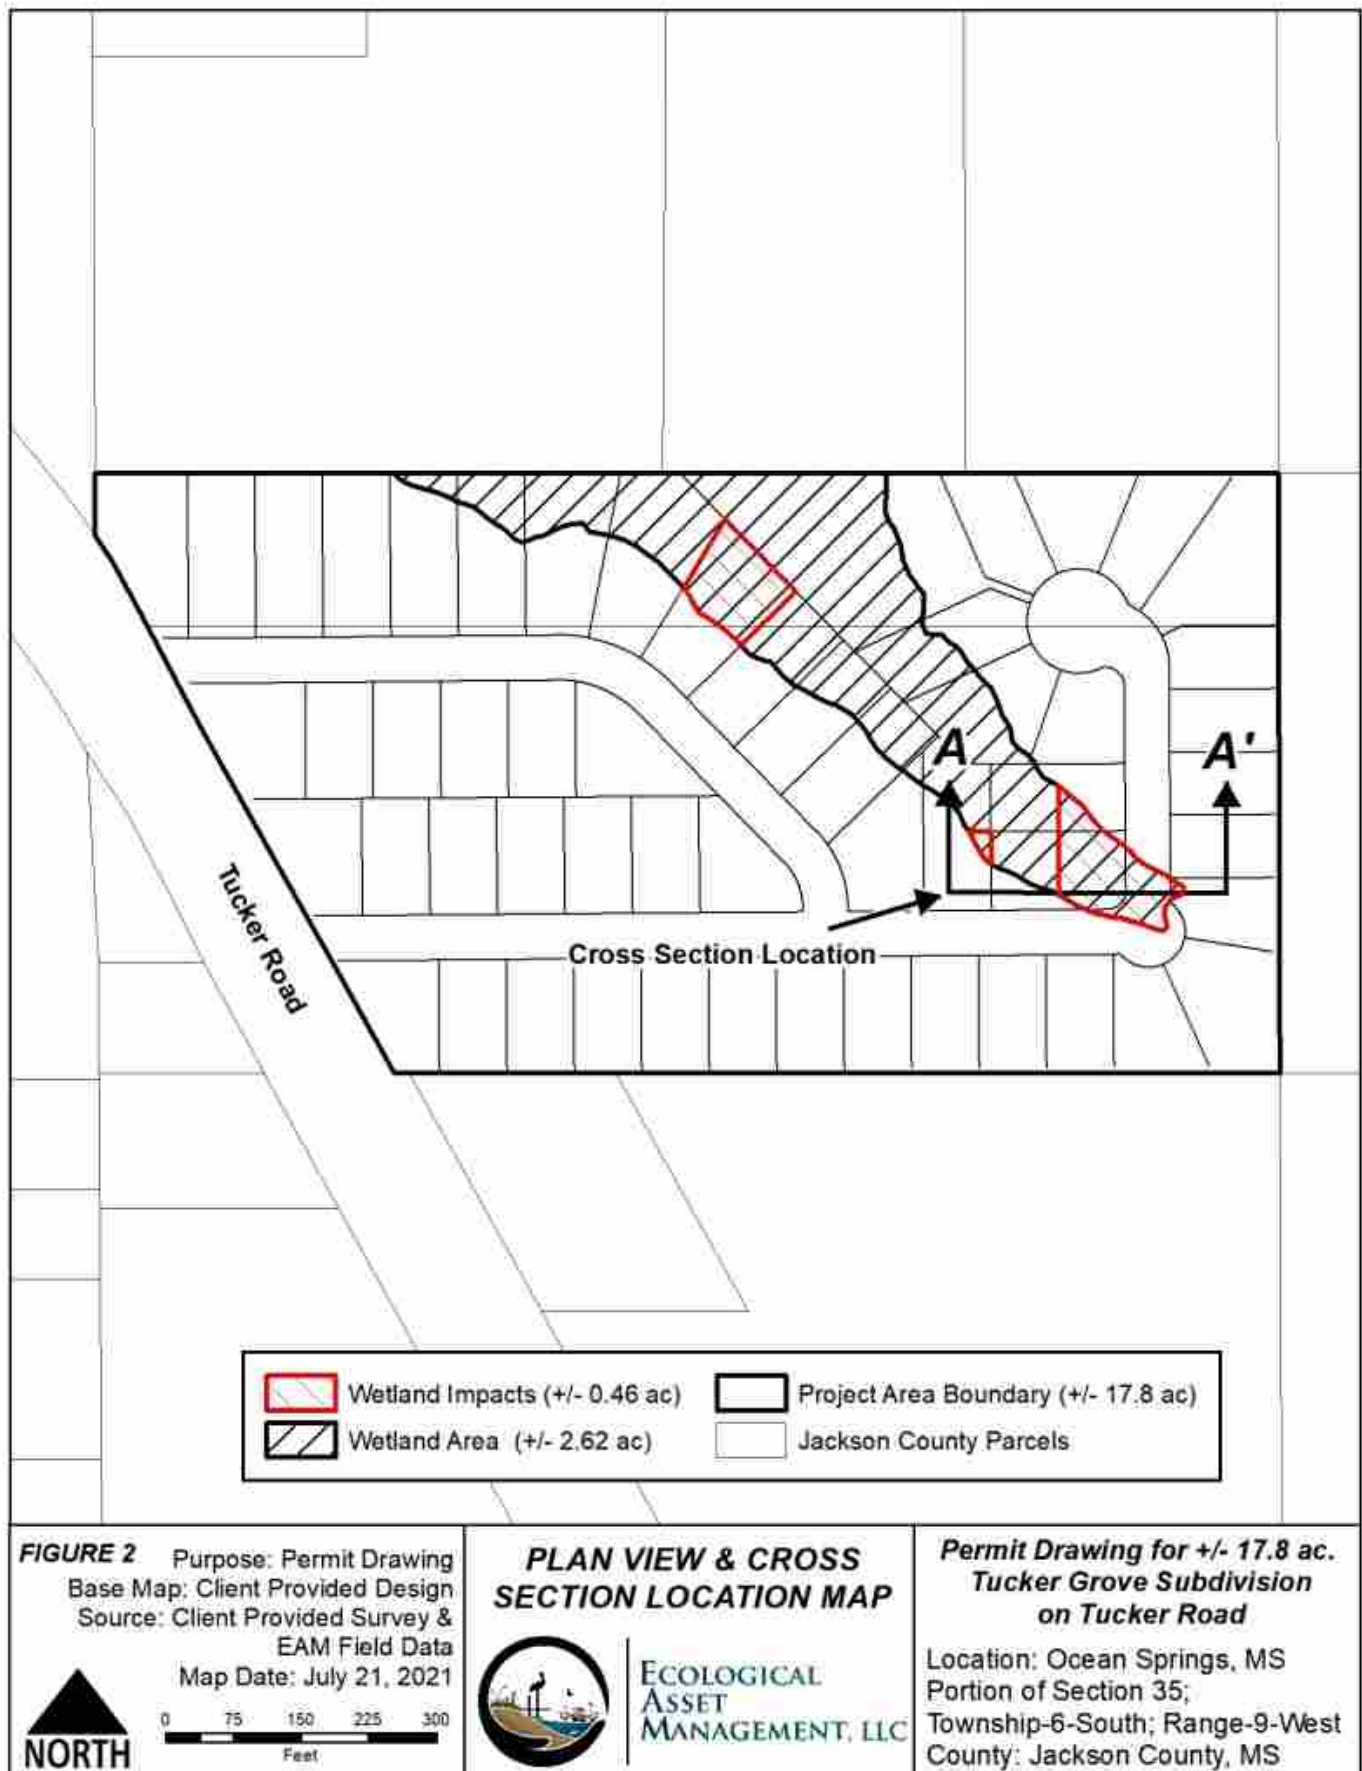 A
A'
Tucker Road
Cross Section Location
Wetland Impacts (+/- 0.46 ac)
Project Area Boundary (+/- 17.8 ac)
Wetland Area (+/- 2.62 ac)
Jackson County Parcels
FIGURE 2
Purpose: Permit Drawing
Base Map: Client Provided Design
Source: Client Provided Survey &
EAM Field Data
Map Date: July 21, 2021
0 75 150 225 300
Feet
NORTH
PLAN VIEW & CROSS
SECTION LOCATION MAP
ECOLOGICAL
ASSET
MANAGEMENT, LLC
Permit Drawing for +/- 17.8 ac.
Tucker Grove Subdivision
on Tucker Road
Location: Ocean Springs, MS
Portion of Section 35;
Township-6-South; Range-9-West
County: Jackson County, MS